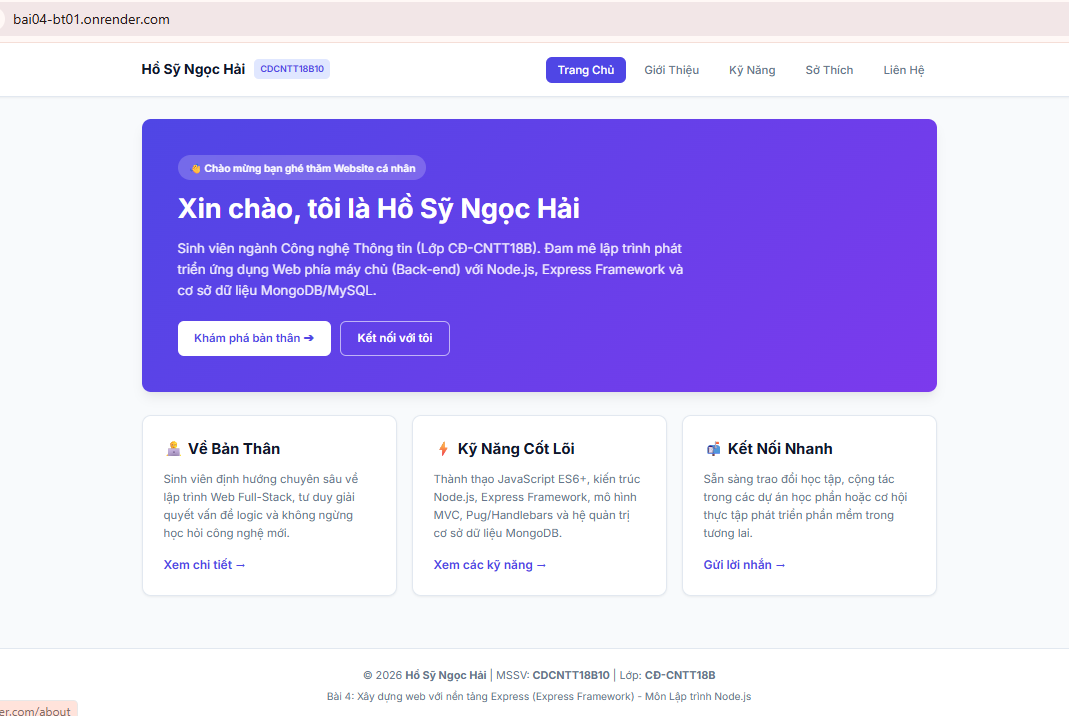 bai04-bt01.onrender.com
Hồ Sỹ Ngọc Hải CDCNTT18B10 Trang Chủ Giới Thiệu Kỹ Năng Sở Thích Liên Hệ
👋 Chào mừng bạn ghé thăm Website cá nhân
Xin chào, tôi là Hồ Sỹ Ngọc Hải
Sinh viên ngành Công nghệ Thông tin (Lớp CĐ-CNTT18B). Đam mê lập trình phát
triển ứng dụng Web phía máy chủ (Back-end) với Node.js, Express Framework và
cơ sở dữ liệu MongoDB/MySQL.
Khám phá bản thân ➔ Kết nối với tôi
Về Bản Thân
Sinh viên định hướng chuyên sâu về
lập trình Web Full-Stack, tư duy giải
quyết vấn đề logic và không ngừng
học hỏi công nghệ mới.
Xem chi tiết →
⚡ Kỹ Năng Cốt Lõi
Thành thạo JavaScript ES6+, kiến trúc
Node.js, Express Framework, mô hình
MVC, Pug/Handlebars và hệ quản trị
cơ sở dữ liệu MongoDB.
Xem các kỹ năng →
📬 Kết Nối Nhanh
Sẵn sàng trao đổi học tập, cộng tác
trong các dự án học phần hoặc cơ hội
thực tập phát triển phần mềm trong
tương lai.
Gửi lời nhắn →
© 2026 Hồ Sỹ Ngọc Hải | MSSV: CDCNTT18B10 | Lớp: CĐ-CNTT18B
Bài 4: Xây dựng web với nền tảng Express (Express Framework) - Môn Lập trình Node.js
er.com/about